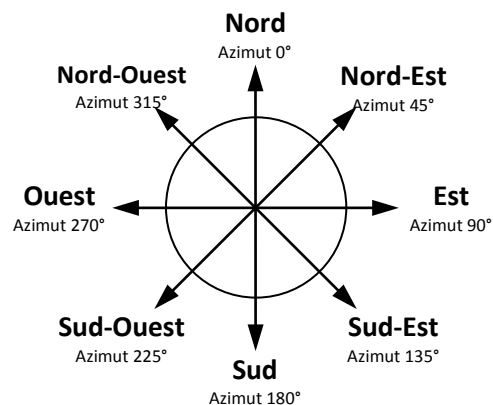 Nord
Azimut 0°
Nord-Ouest
Azimut 315°
Nord-Est
Azimut 45°
Ouest
Azimut 270°
Est
Azimut 90°
Sud-Ouest
Azimut 225°
Sud-Est
Azimut 135°
Sud
Azimut 180°